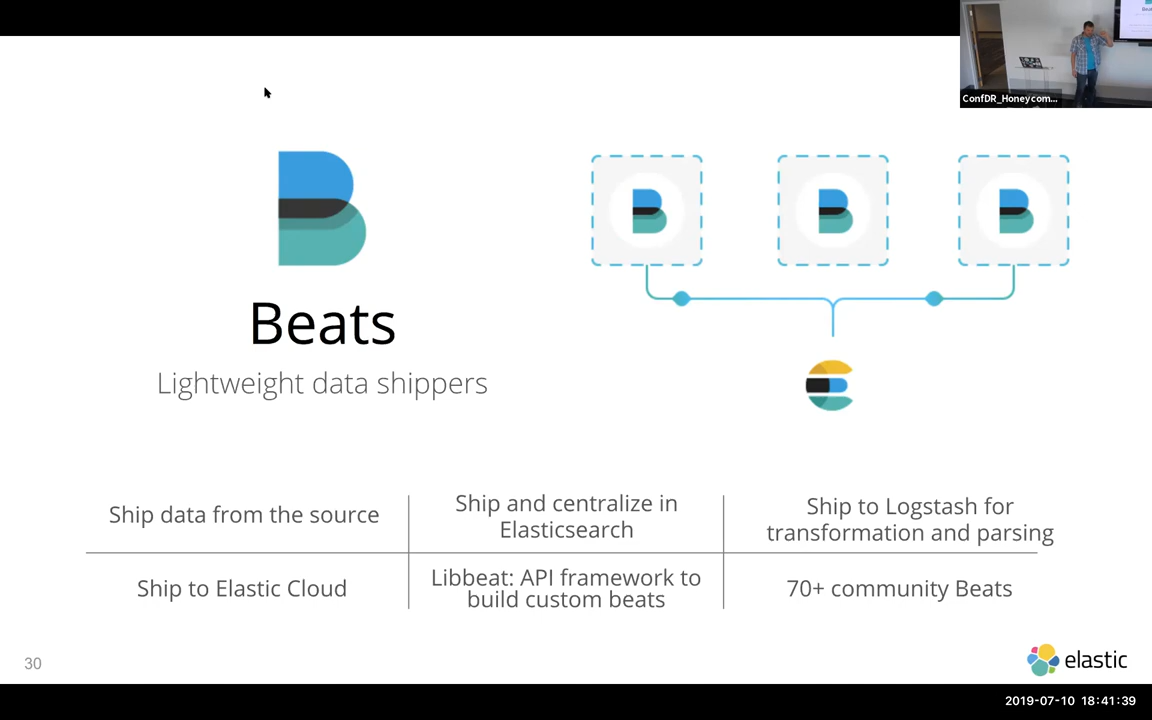 ConfDR_Honeycom...
Beats
Lightweight data shippers
Ship data from the source
Ship and centralize in
Elasticsearch
Ship to Logstash for
transformation and parsing
Ship to Elastic Cloud
Libbeat: API framework to
build custom beats
70+ community Beats
30
elastic
2019-07-10 18:41:39